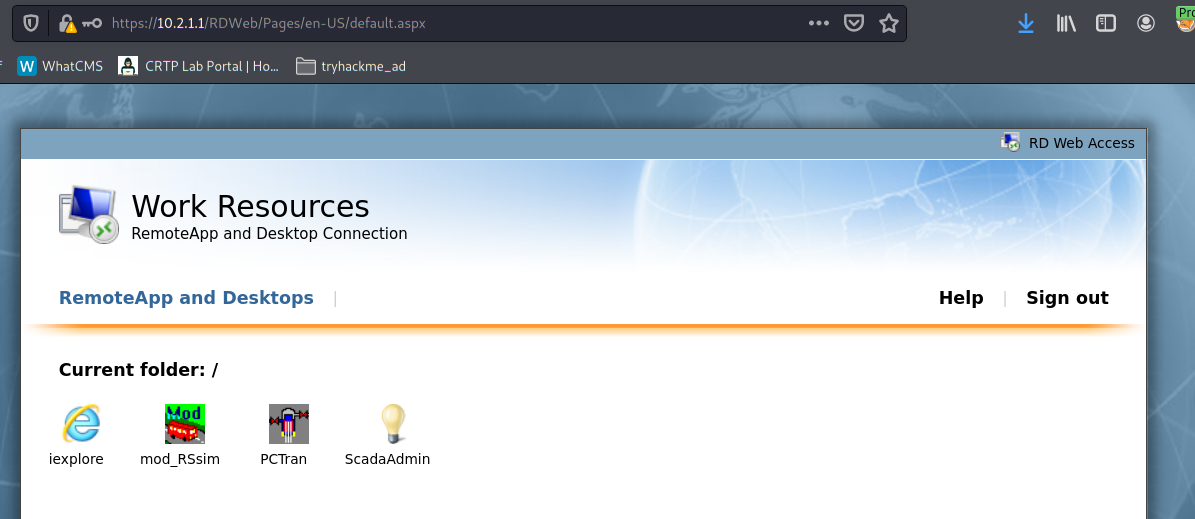 https://10.2.1.1/RDWeb/Pages/en-US/default.aspx
Pro
W WhatCMS CRTP Lab Portal | Ho... tryhackme_ad
RD Web Access
Work Resources
RemoteApp and Desktop Connection
RemoteApp and Desktops | Help | Sign out
Current folder: /
Mod
iexplore mod_RSsim PCTran ScadaAdmin